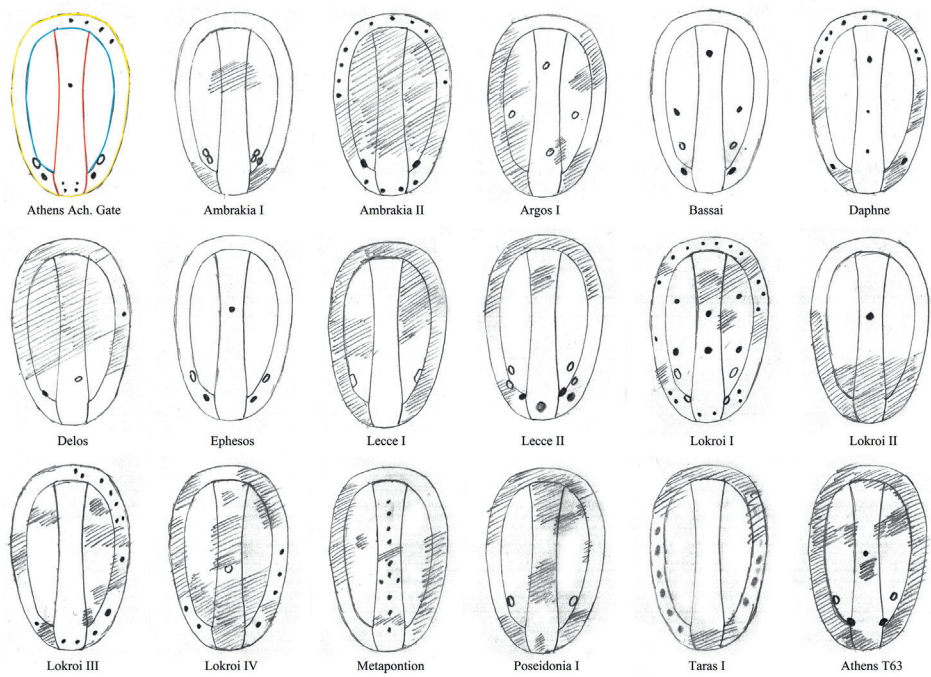 Athens Ach. Gate
Ambrakia I
Ambrakia II
Argos I
Bassai
Daphne
Delos
Ephesos
Lecce I
Lecce II
Lokroi I
Lokroi II
Lokroi III
Lokroi IV
Metapontion
Poseidonia I
Taras I
Athens T63